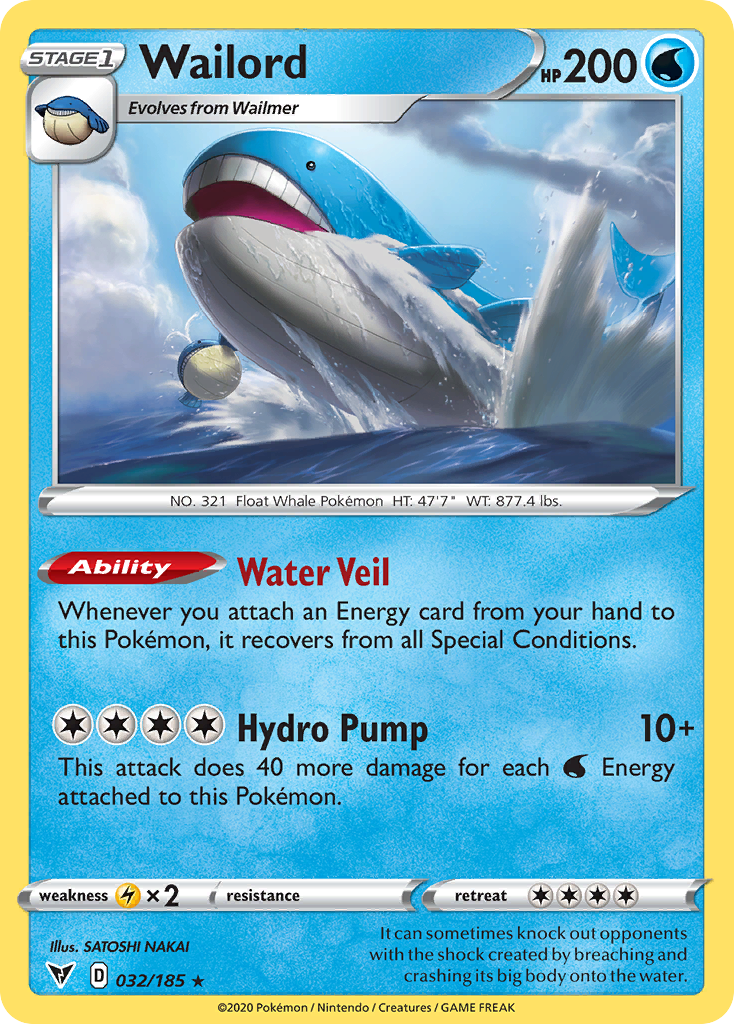 STAGE1 Wailord HP 200
Evolves from Wailmer
NO. 321 Float Whale Pokémon HT: 47'7" WT: 877.4 lbs.
Ability Water Veil
Whenever you attach an Energy card from your hand to
this Pokémon, it recovers from all Special Conditions.
Hydro Pump 10+
This attack does 40 more damage for each Energy
attached to this Pokémon.
weakness ×2 resistance retreat
Illus. SATOSHI NAKAI
It can sometimes knock out opponents
with the shock created by breaching and
crashing its big body onto the water.
D 032/185 ★
©2020 Pokémon / Nintendo / Creatures / GAME FREAK